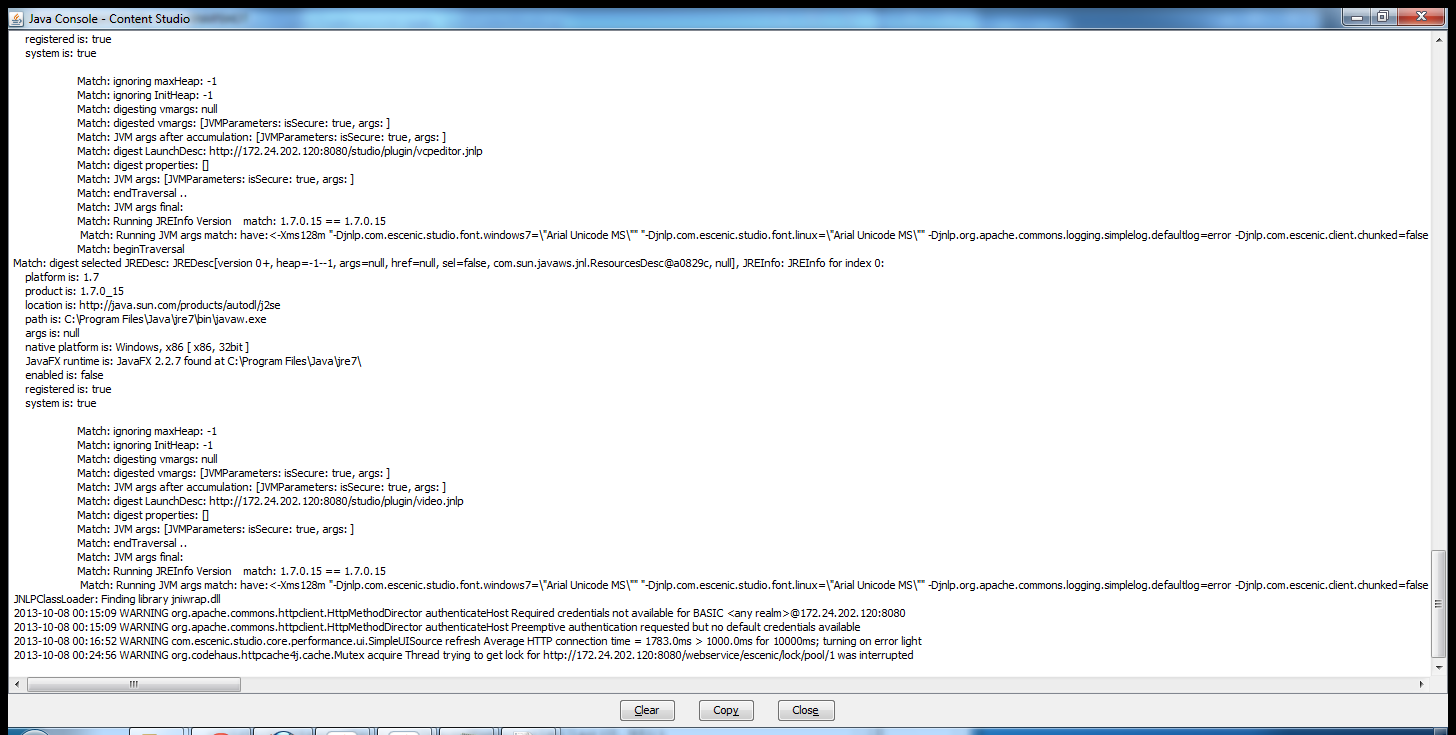 Java Console - Content Studio
registered is: true
system is: true
Match: ignoring maxHeap: -1
Match: ignoring InitHeap: -1
Match: digesting vmargs: null
Match: digested vmargs: [JVMParameters: isSecure: true, args: ]
Match: JVM args after accumulation: [JVMParameters: isSecure: true, args: ]
Match: digest LaunchDesc: http://172.24.202.120:8080/studio/plugin/vcpeditor.jnlp
Match: digest properties: []
Match: JVM args: [JVMParameters: isSecure: true, args: ]
Match: endTraversal ..
Match: JVM args final:
Match: Running JREInfo Version    match: 1.7.0.15 == 1.7.0.15
Match: Running JVM args match: have:<-Xms128m "-Djnlp.com.escenic.studio.font.windows7=\"Arial Unicode MS\"" "-Djnlp.com.escenic.studio.font.linux=\"Arial Unicode MS\"" -Djnlp.org.apache.commons.logging.simplelog.defaultlog=error -Djnlp.com.escenic.client.chunked=false
Match: beginTraversal
Match: digest selected JREDesc: JREDesc[version 0+, heap=-1--1, args=null, href=null, sel=false, com.sun.javaws.jnl.ResourcesDesc@a0829c, null], JREInfo: JREInfo for index 0:
platform is: 1.7
product is: 1.7.0_15
location is: http://java.sun.com/products/autodl/j2se
path is: C:\Program Files\Java\jre7\bin\javaw.exe
args is: null
native platform is: Windows, x86 [ x86, 32bit ]
JavaFX runtime is: JavaFX 2.2.7 found at C:\Program Files\Java\jre7\
enabled is: false
registered is: true
system is: true
Match: ignoring maxHeap: -1
Match: ignoring InitHeap: -1
Match: digesting vmargs: null
Match: digested vmargs: [JVMParameters: isSecure: true, args: ]
Match: JVM args after accumulation: [JVMParameters: isSecure: true, args: ]
Match: digest LaunchDesc: http://172.24.202.120:8080/studio/plugin/video.jnlp
Match: digest properties: []
Match: JVM args: [JVMParameters: isSecure: true, args: ]
Match: endTraversal ..
Match: JVM args final:
Match: Running JREInfo Version    match: 1.7.0.15 == 1.7.0.15
Match: Running JVM args match: have:<-Xms128m "-Djnlp.com.escenic.studio.font.windows7=\"Arial Unicode MS\"" "-Djnlp.com.escenic.studio.font.linux=\"Arial Unicode MS\"" -Djnlp.org.apache.commons.logging.simplelog.defaultlog=error -Djnlp.com.escenic.client.chunked=false
JNLPClassLoader: Finding library jniwrap.dll
2013-10-08 00:15:09 WARNING org.apache.commons.httpclient.HttpMethodDirector authenticateHost Required credentials not available for BASIC <any realm>@172.24.202.120:8080
2013-10-08 00:15:09 WARNING org.apache.commons.httpclient.HttpMethodDirector authenticateHost Preemptive authentication requested but no default credentials available
2013-10-08 00:16:52 WARNING com.escenic.studio.core.performance.ui.SimpleUISource refresh Average HTTP connection time = 1783.0ms > 1000.0ms for 10000ms; turning on error light
2013-10-08 00:24:56 WARNING org.codehaus.httpcache4j.cache.Mutex acquire Thread trying to get lock for http://172.24.202.120:8080/webservice/escenic/lock/pool/1 was interrupted
Clear Copy Close